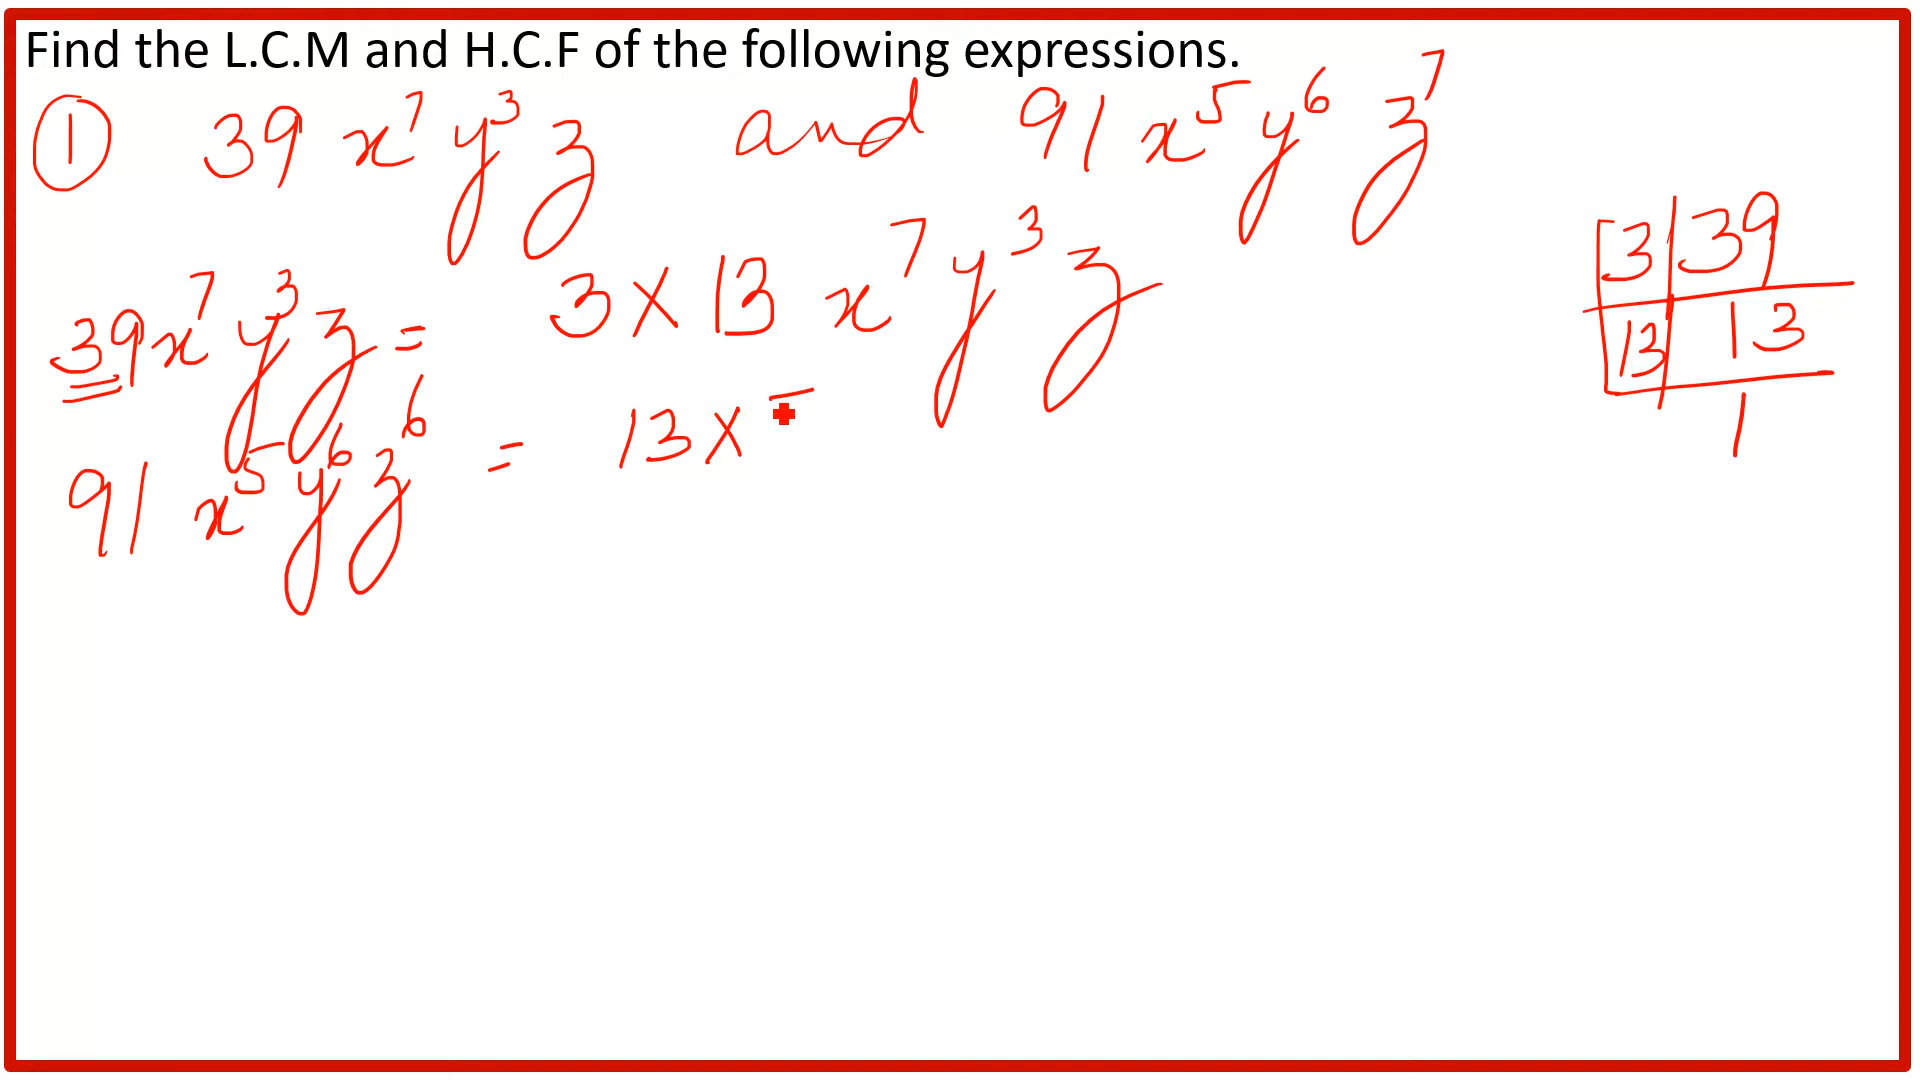 Find the L.C.M and H.C.F of the following expressions.
① 39 x⁷ y³ z and 91 x⁵ y⁶ z⁷
39x⁷ y³ z = 3 × 13 x⁷ y³ z
91 x⁵ y⁶ z⁶ = 13 ×
3 | 39
13 | 13
1